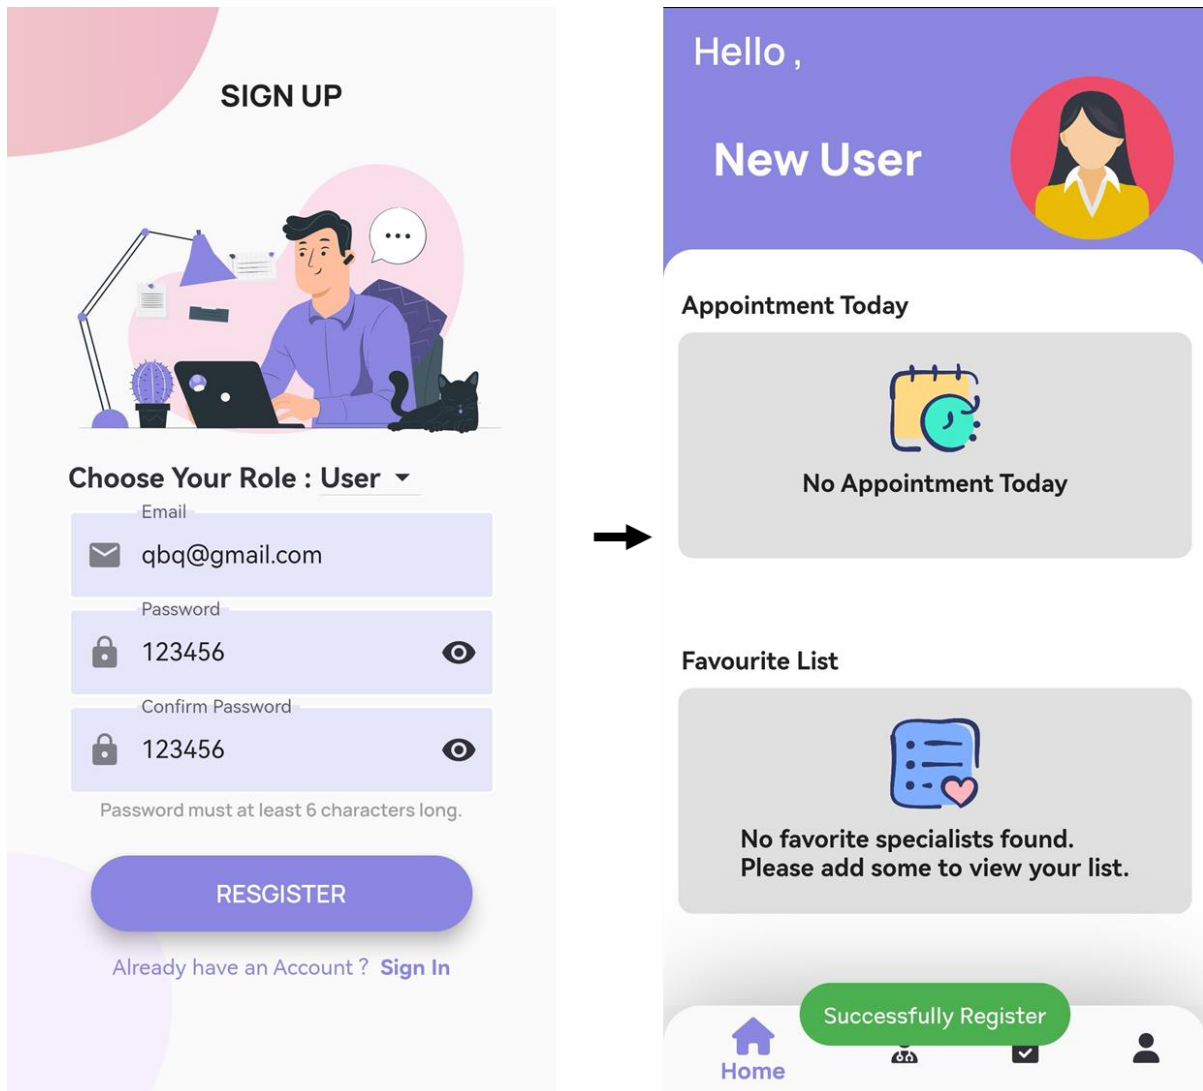 SIGN UP
Choose Your Role : User
Email
qbq@gmail.com
Password
123456
Confirm Password
123456
Password must at least 6 characters long.
RESGISTER
Already have an Account ? Sign In
Hello ,
New User
Appointment Today
No Appointment Today
Favourite List
No favorite specialists found.
Please add some to view your list.
Successfully Register
Home